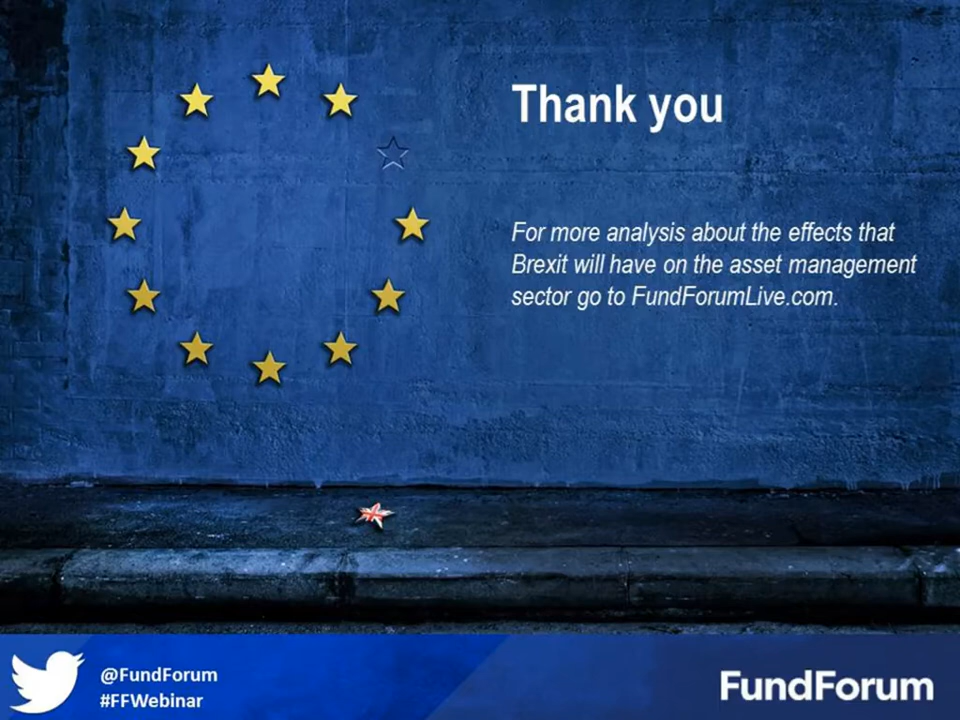 Thank you
For more analysis about the effects that
Brexit will have on the asset management
sector go to FundForumLive.com.
@FundForum
#FFWebinar
FundForum